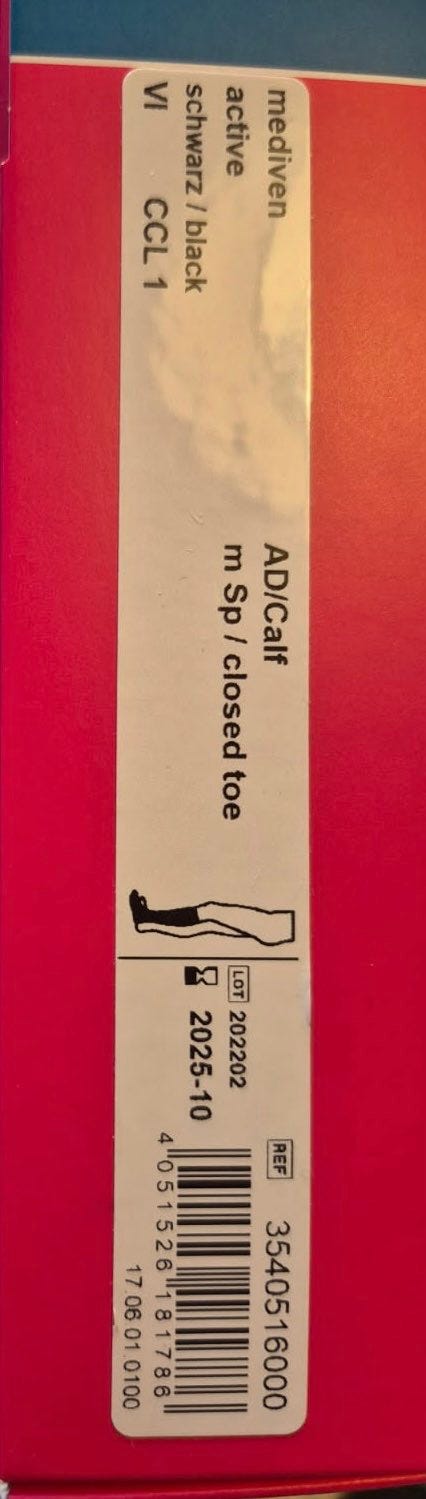 mediven
active
schwarz / black
VI CCL 1
AD/Calf
m Sp / closed toe
LOT 202202
2025-10
REF 3540516000
4 051526 181786
17.06.01.0100